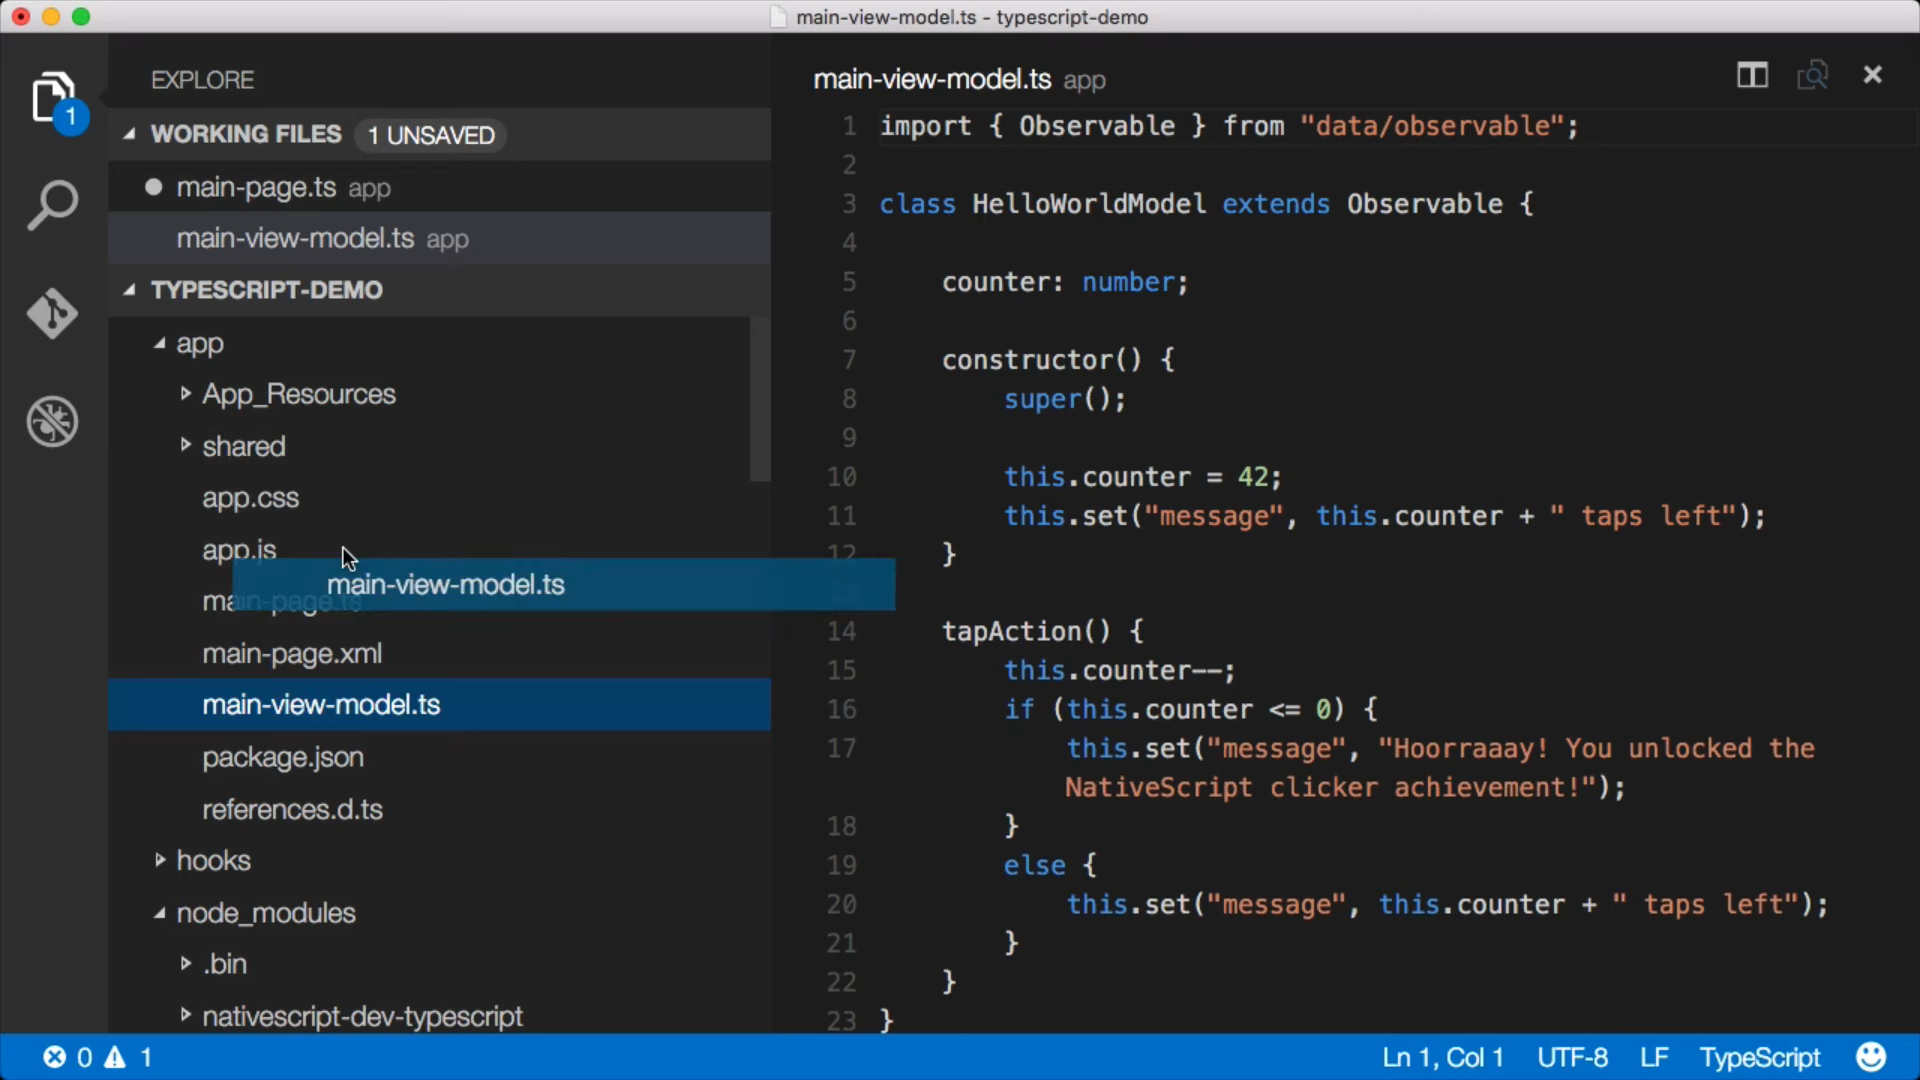 main-view-model.ts - typescript-demo
EXPLORE
1
WORKING FILES 1 UNSAVED
main-page.ts app
main-view-model.ts app
TYPESCRIPT-DEMO
app
App_Resources
shared
app.css
app.js
main-view-model.ts
main-page.ts
main-page.xml
main-view-model.ts
package.json
references.d.ts
hooks
node_modules
.bin
nativescript-dev-typescript
main-view-model.ts app
1 import { Observable } from "data/observable";
2
3 class HelloWorldModel extends Observable {
4
5 counter: number;
6
7 constructor() {
8 super();
9
10 this.counter = 42;
11 this.set("message", this.counter + " taps left");
12 }
14 tapAction() {
15 this.counter--;
16 if (this.counter <= 0) {
17 this.set("message", "Hoorraaay! You unlocked the
NativeScript clicker achievement!");
18 }
19 else {
20 this.set("message", this.counter + " taps left");
21 }
22 }
23 }
0 1
Ln 1, Col 1 UTF-8 LF TypeScript